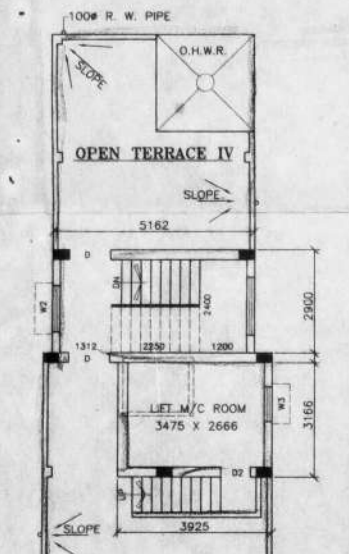 100ø R. W. PIPE
O.H.W.R.
SLOPE
OPEN TERRACE IV
SLOPE
5162
D
DN
2400
2900
W2
1312
2250
1200
D
LIFT M/C ROOM
3475 X 2666
W3
3166
D2
UP
3925
SLOPE